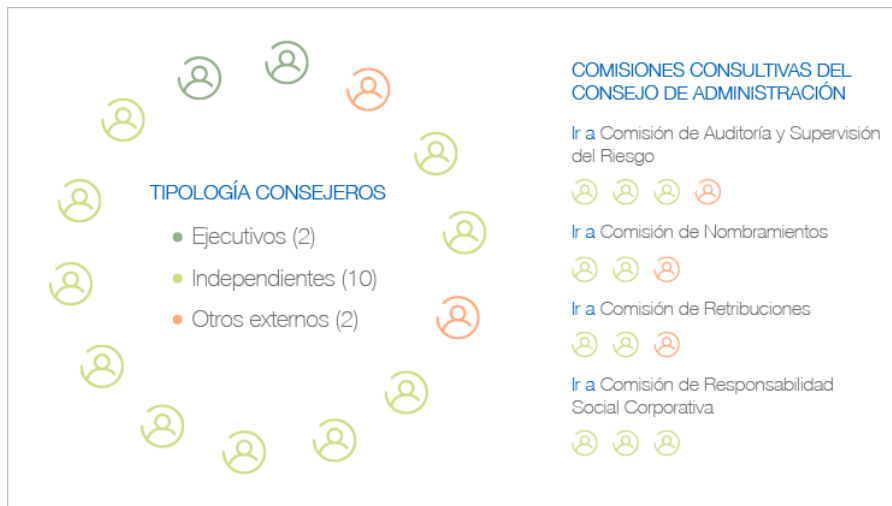 TIPOLOGÍA CONSEJEROS
• Ejecutivos (2)
• Independientes (10)
• Otros externos (2)
COMISIONES CONSULTIVAS DEL
CONSEJO DE ADMINISTRACIÓN
Ir a Comisión de Auditoría y Supervisión
del Riesgo
Ir a Comisión de Nombramientos
Ir a Comisión de Retribuciones
Ir a Comisión de Responsabilidad
Social Corporativa